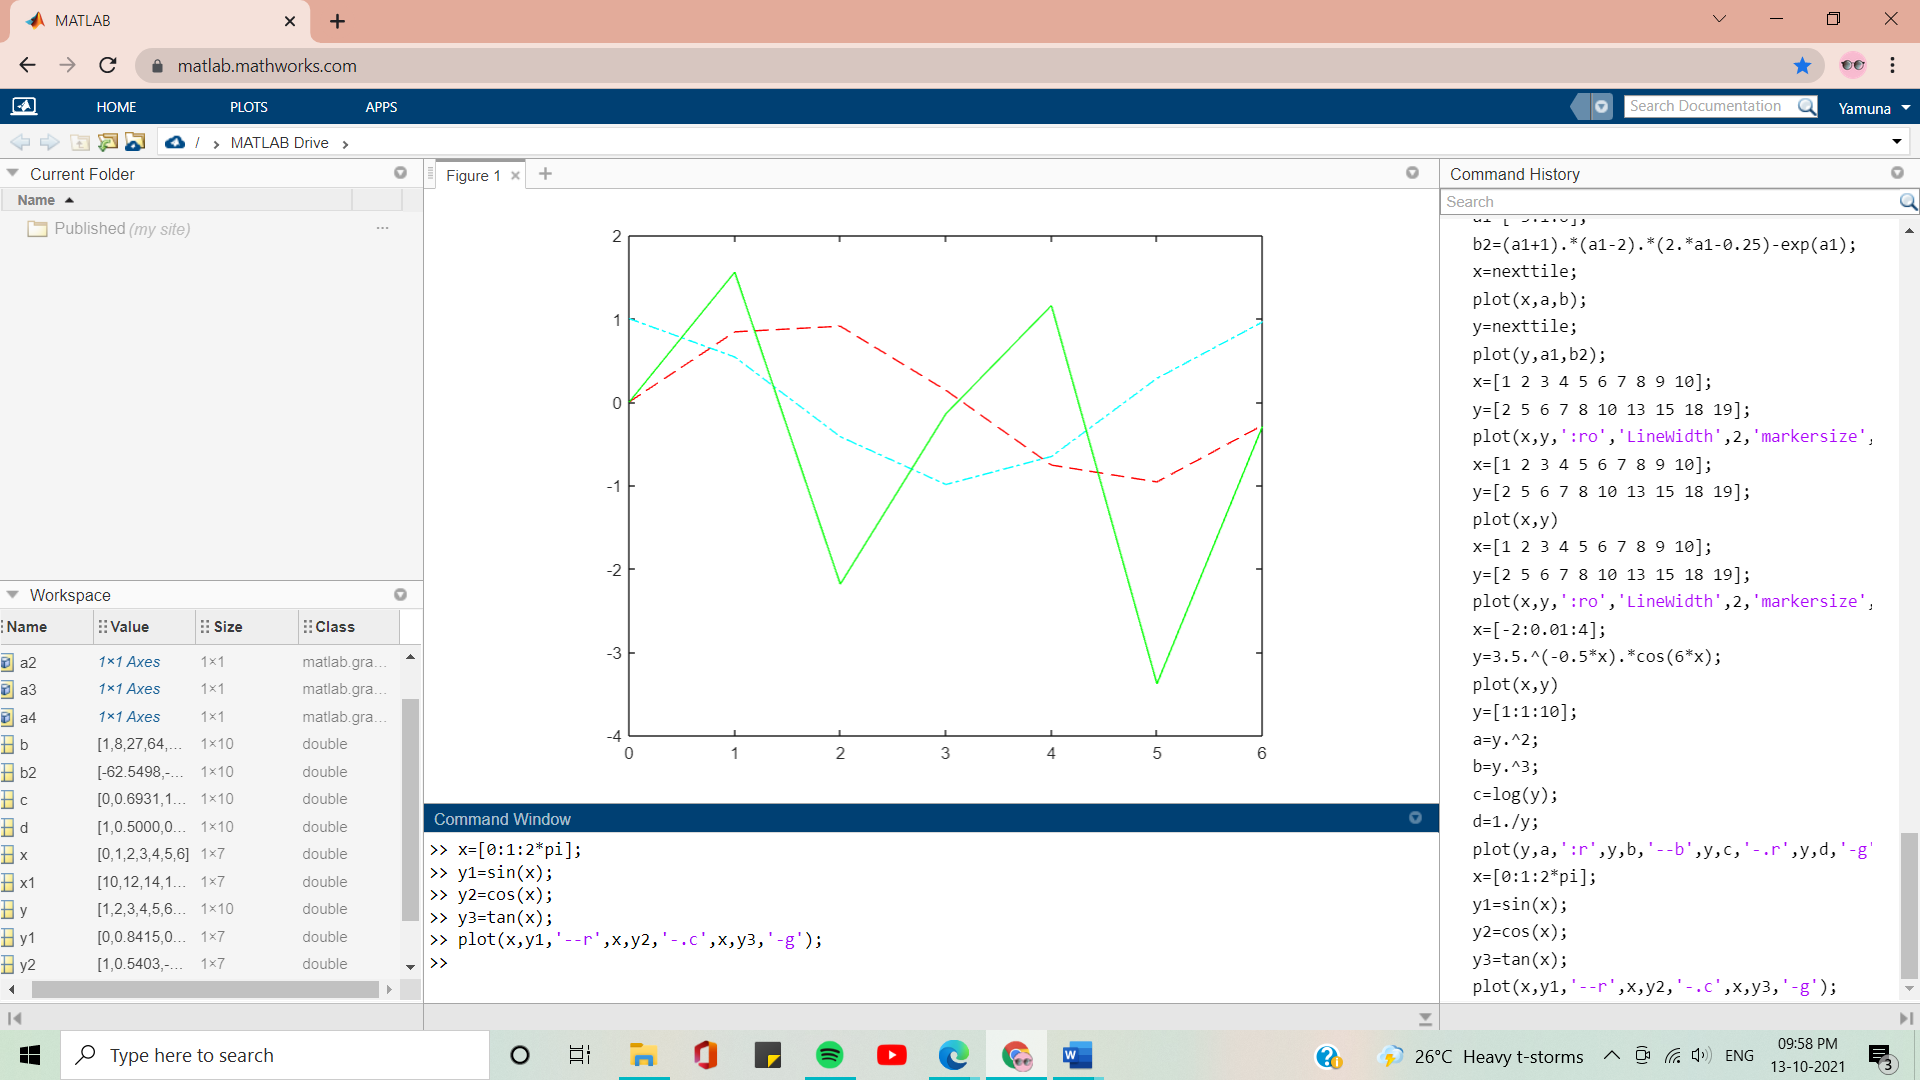 MATLAB
matlab.mathworks.com
HOME PLOTS APPS
Search Documentation
Yamuna
/ › MATLAB Drive ›
Current Folder
Name
Published (my site)
Workspace
Name Value Size Class
a2 1×1 Axes 1×1 matlab.gra...
a3 1×1 Axes 1×1 matlab.gra...
a4 1×1 Axes 1×1 matlab.gra...
b [1,8,27,64,... 1×10 double
b2 [-62.5498,-... 1×10 double
c [0,0.6931,1... 1×10 double
d [1,0.5000,0... 1×10 double
x [0,1,2,3,4,5,6] 1×7 double
x1 [10,12,14,1... 1×7 double
y [1,2,3,4,5,6... 1×10 double
y1 [0,0.8415,0... 1×7 double
y2 [1,0.5403,-... 1×7 double
Figure 1
2
1
0
-1
-2
-3
-4
0 1 2 3 4 5 6
Command Window
>> x=[0:1:2*pi];
>> y1=sin(x);
>> y2=cos(x);
>> y3=tan(x);
>> plot(x,y1,'--r',x,y2,'-.c',x,y3,'-g');
>>
Command History
Search
b2=(a1+1).*(a1-2).*(2.*a1-0.25)-exp(a1);
x=nexttile;
plot(x,a,b);
y=nexttile;
plot(y,a1,b2);
x=[1 2 3 4 5 6 7 8 9 10];
y=[2 5 6 7 8 10 13 15 18 19];
plot(x,y,':ro','LineWidth',2,'markersize',
x=[1 2 3 4 5 6 7 8 9 10];
y=[2 5 6 7 8 10 13 15 18 19];
plot(x,y)
x=[1 2 3 4 5 6 7 8 9 10];
y=[2 5 6 7 8 10 13 15 18 19];
plot(x,y,':ro','LineWidth',2,'markersize',
x=[-2:0.01:4];
y=3.5.^(-0.5*x).*cos(6*x);
plot(x,y)
y=[1:1:10];
a=y.^2;
b=y.^3;
c=log(y);
d=1./y;
plot(y,a,':r',y,b,'--b',y,c,'-.r',y,d,'-g'
x=[0:1:2*pi];
y1=sin(x);
y2=cos(x);
y3=tan(x);
plot(x,y1,'--r',x,y2,'-.c',x,y3,'-g');
Type here to search
26°C Heavy t-storms
ENG
09:58 PM
13-10-2021
3